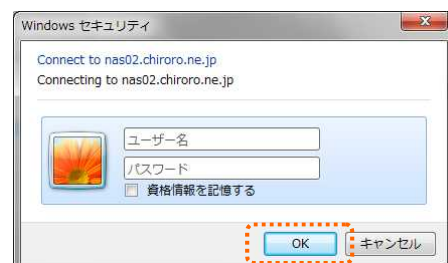 Windows セキュリティ
Connect to nas02.chiroro.ne.jp
Connecting to nas02.chiroro.ne.jp
ユーザー名
パスワード
資格情報を記憶する
OK キャンセル